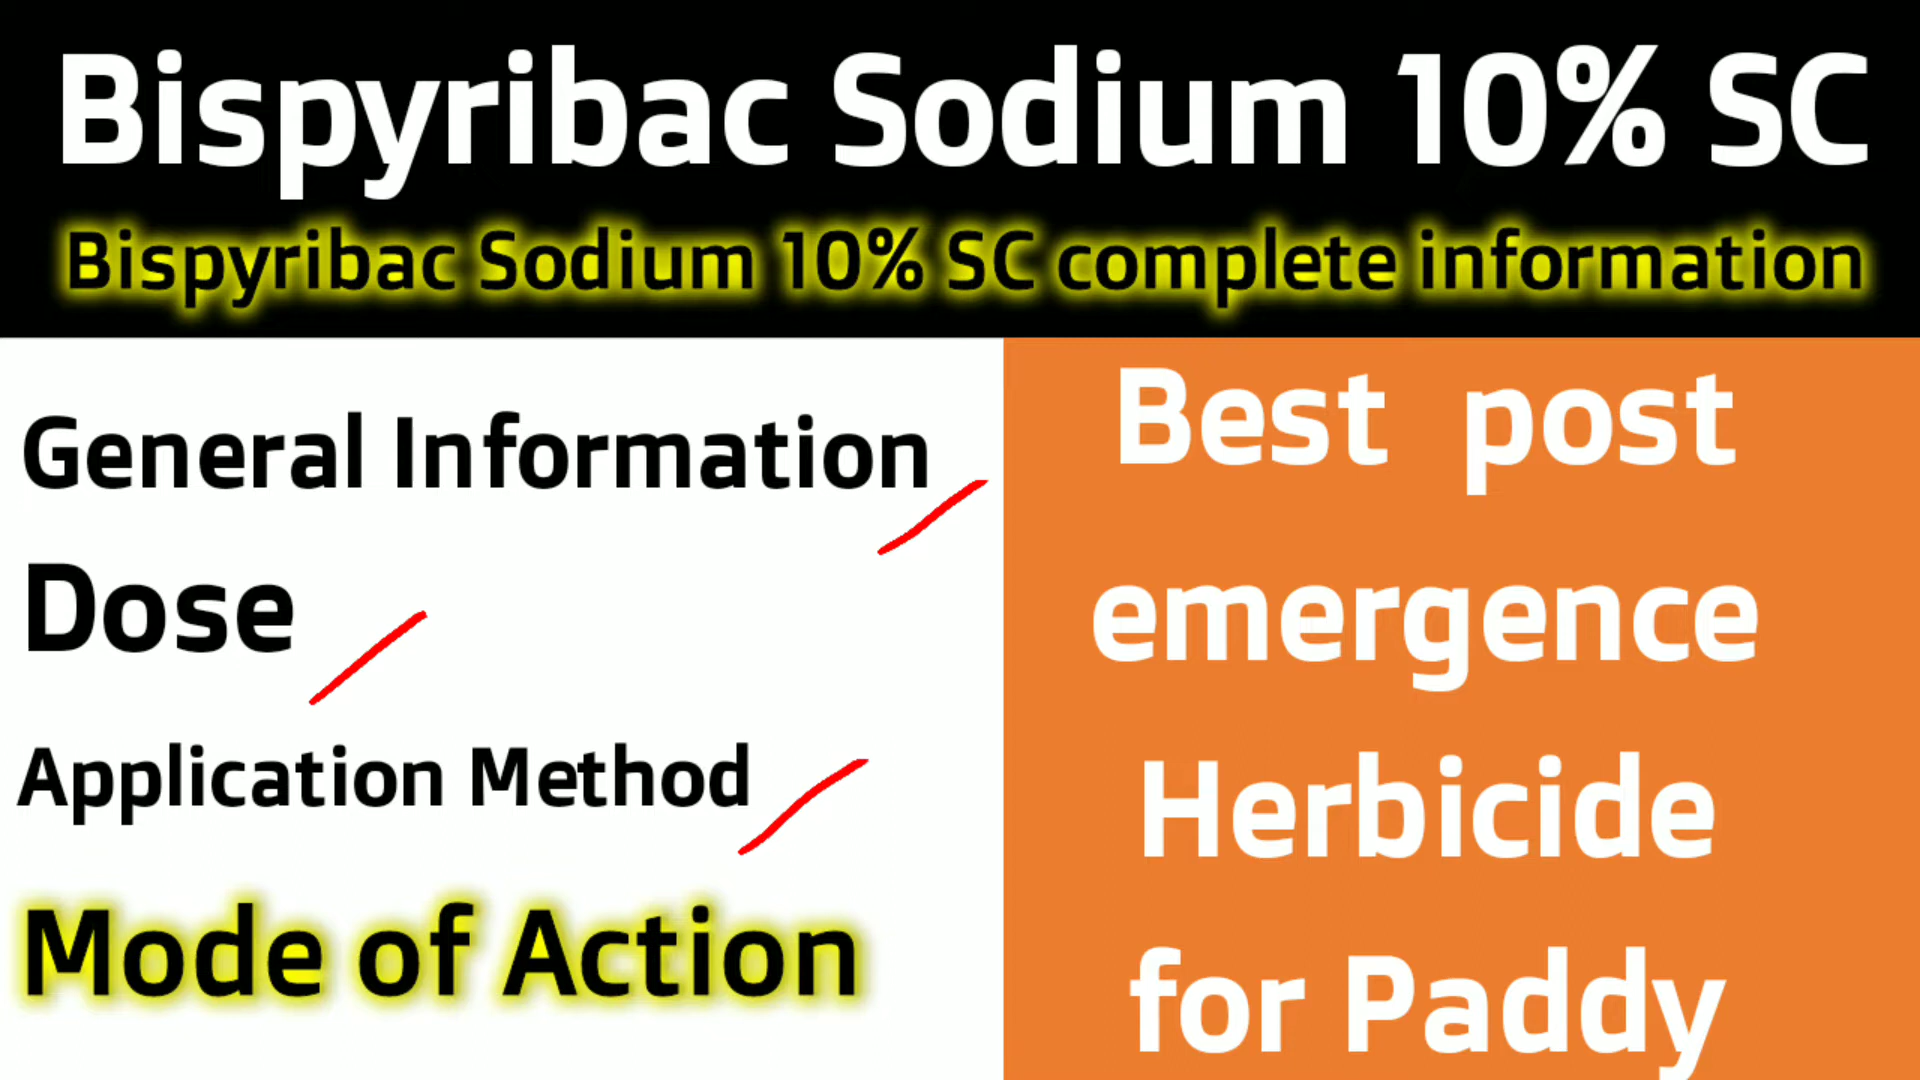 Bispyribac Sodium 10% SC
Bispyribac Sodium 10% SC complete information
General Information
Dose
Application Method
Mode of Action
Best post
emergence
Herbicide
for Paddy